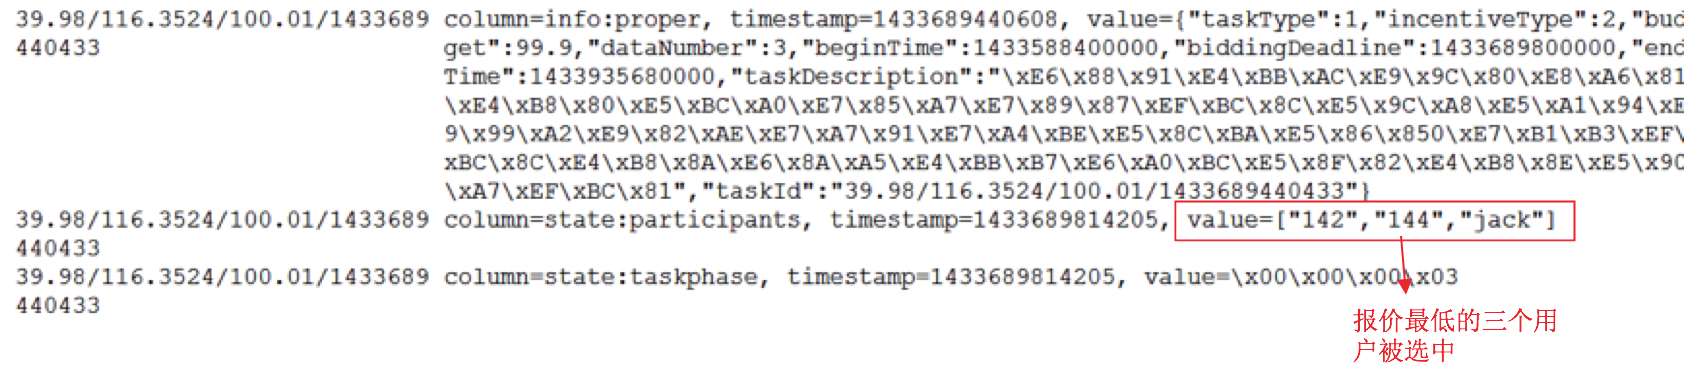 39.98/116.3524/100.01/1433689 column=info:proper, timestamp=1433689440608, value={"taskType":1,"incentiveType":2,"bud
440433 get":99.9,"dataNumber":3,"beginTime":1433588400000,"biddingDeadline":1433689800000,"end
Time":1433935680000,"taskDescription":"\xE6\x88\x91\xE4\xBB\xAC\xE9\x9C\x80\xE8\xA6\x81
\xE4\xB8\x80\xE5\xBC\xA0\xE7\x85\xA7\xE7\x89\x87\xEF\xBC\x8C\xE5\x9C\xA8\xE5\xA1\x94\xE
9\x99\xA2\xE9\x82\xAE\xE7\xA7\x91\xE7\xA4\xBE\xE5\x8C\xBA\xE5\x86\x850\xE7\xB1\xB3\xEF\
xBC\x8C\xE4\xB8\x8A\xE6\x8A\xA5\xE4\xBB\xB7\xE6\xA0\xBC\xE5\x8F\x82\xE4\xB8\x8E\xE5\x9C
\xA7\xEF\xBC\x81","taskId":"39.98/116.3524/100.01/1433689440433"}
39.98/116.3524/100.01/1433689 column=state:participants, timestamp=1433689814205, value=["142","144","jack"]
440433
39.98/116.3524/100.01/1433689 column=state:taskphase, timestamp=1433689814205, value=\x00\x00\x00\x03
440433
报价最低的三个用
户被选中